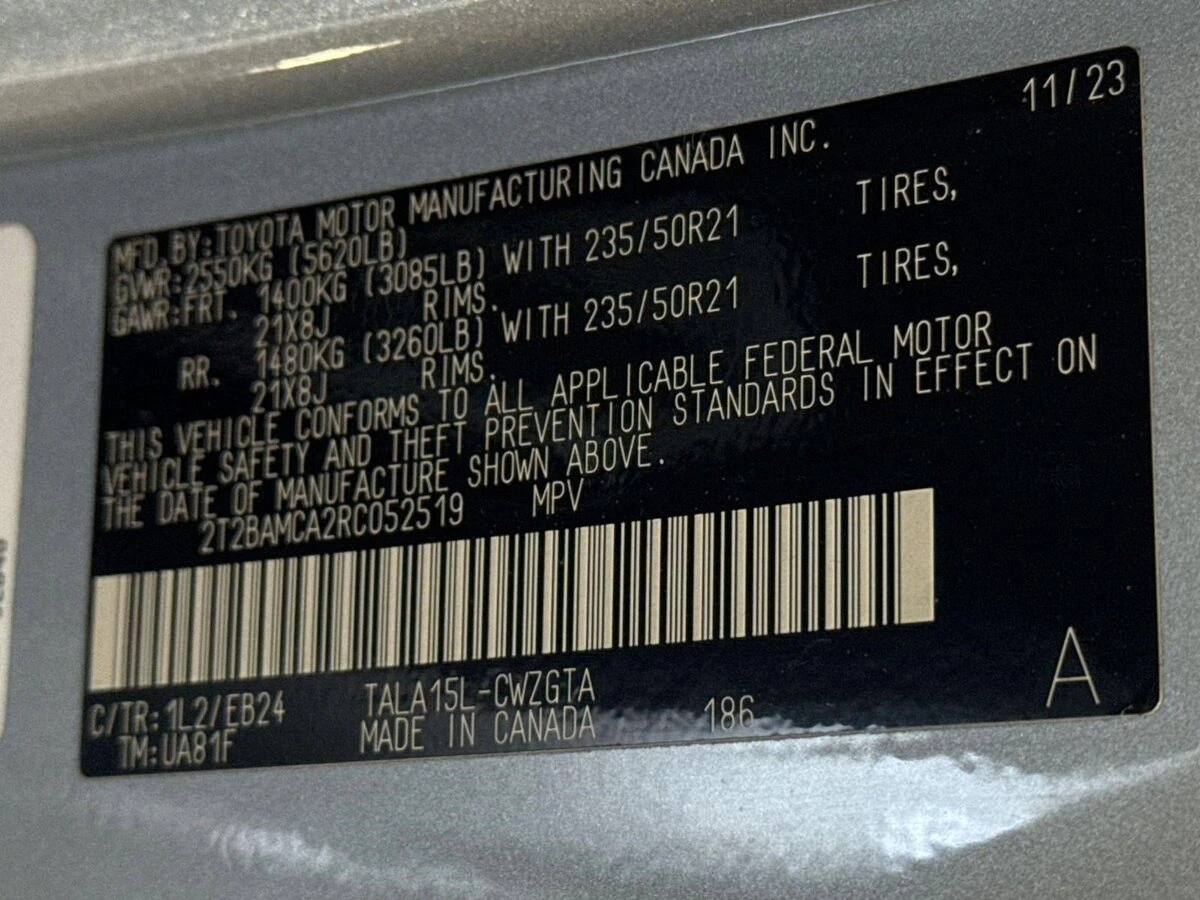 11/23
MFD.BY:TOYOTA MOTOR MANUFACTURING CANADA INC.
GVWR:2550KG (5620LB)
GAWR:FRT. 1400KG (3085LB) WITH 235/50R21 TIRES,
21X8J RIMS.
RR. 1480KG (3260LB) WITH 235/50R21 TIRES,
21X8J RIMS.
THIS VEHICLE CONFORMS TO ALL APPLICABLE FEDERAL MOTOR
VEHICLE SAFETY AND THEFT PREVENTION STANDARDS IN EFFECT ON
THE DATE OF MANUFACTURE SHOWN ABOVE.
2T2BAMCA2RC052519 MPV
C/TR:1L2/EB24 TALA15L-CWZGTA A
TM:UA81F MADE IN CANADA 186